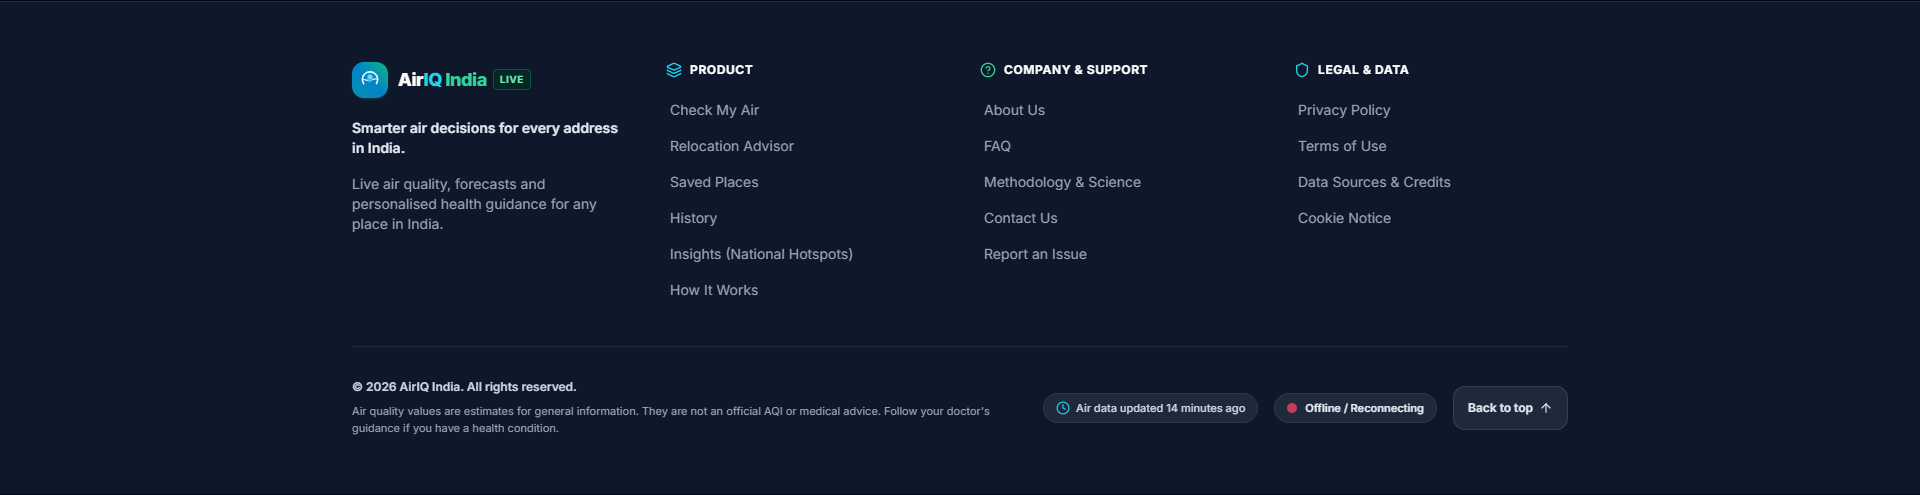 AirIQ India LIVE
Smarter air decisions for every address
in India.
Live air quality, forecasts and
personalised health guidance for any
place in India.
PRODUCT
Check My Air
Relocation Advisor
Saved Places
History
Insights (National Hotspots)
How It Works
COMPANY & SUPPORT
About Us
FAQ
Methodology & Science
Contact Us
Report an Issue
LEGAL & DATA
Privacy Policy
Terms of Use
Data Sources & Credits
Cookie Notice
© 2026 AirIQ India. All rights reserved.
Air quality values are estimates for general information. They are not an official AQI or medical advice. Follow your doctor's
guidance if you have a health condition.
Air data updated 14 minutes ago
Offline / Reconnecting
Back to top